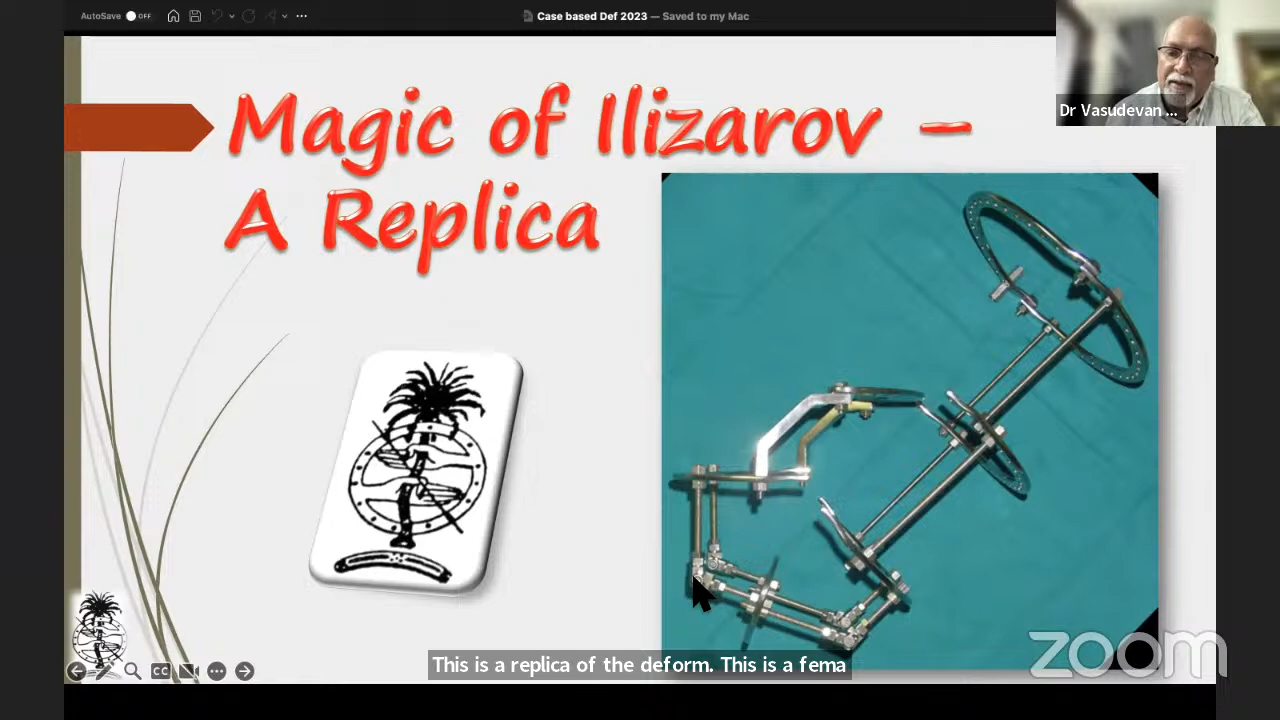 AutoSave OFF
Case based Def 2023 — Saved to my Mac
Dr Vasudevan ...
Magic of Ilizarov –
A Replica
CC
This is a replica of the deform. This is a fema
zoom